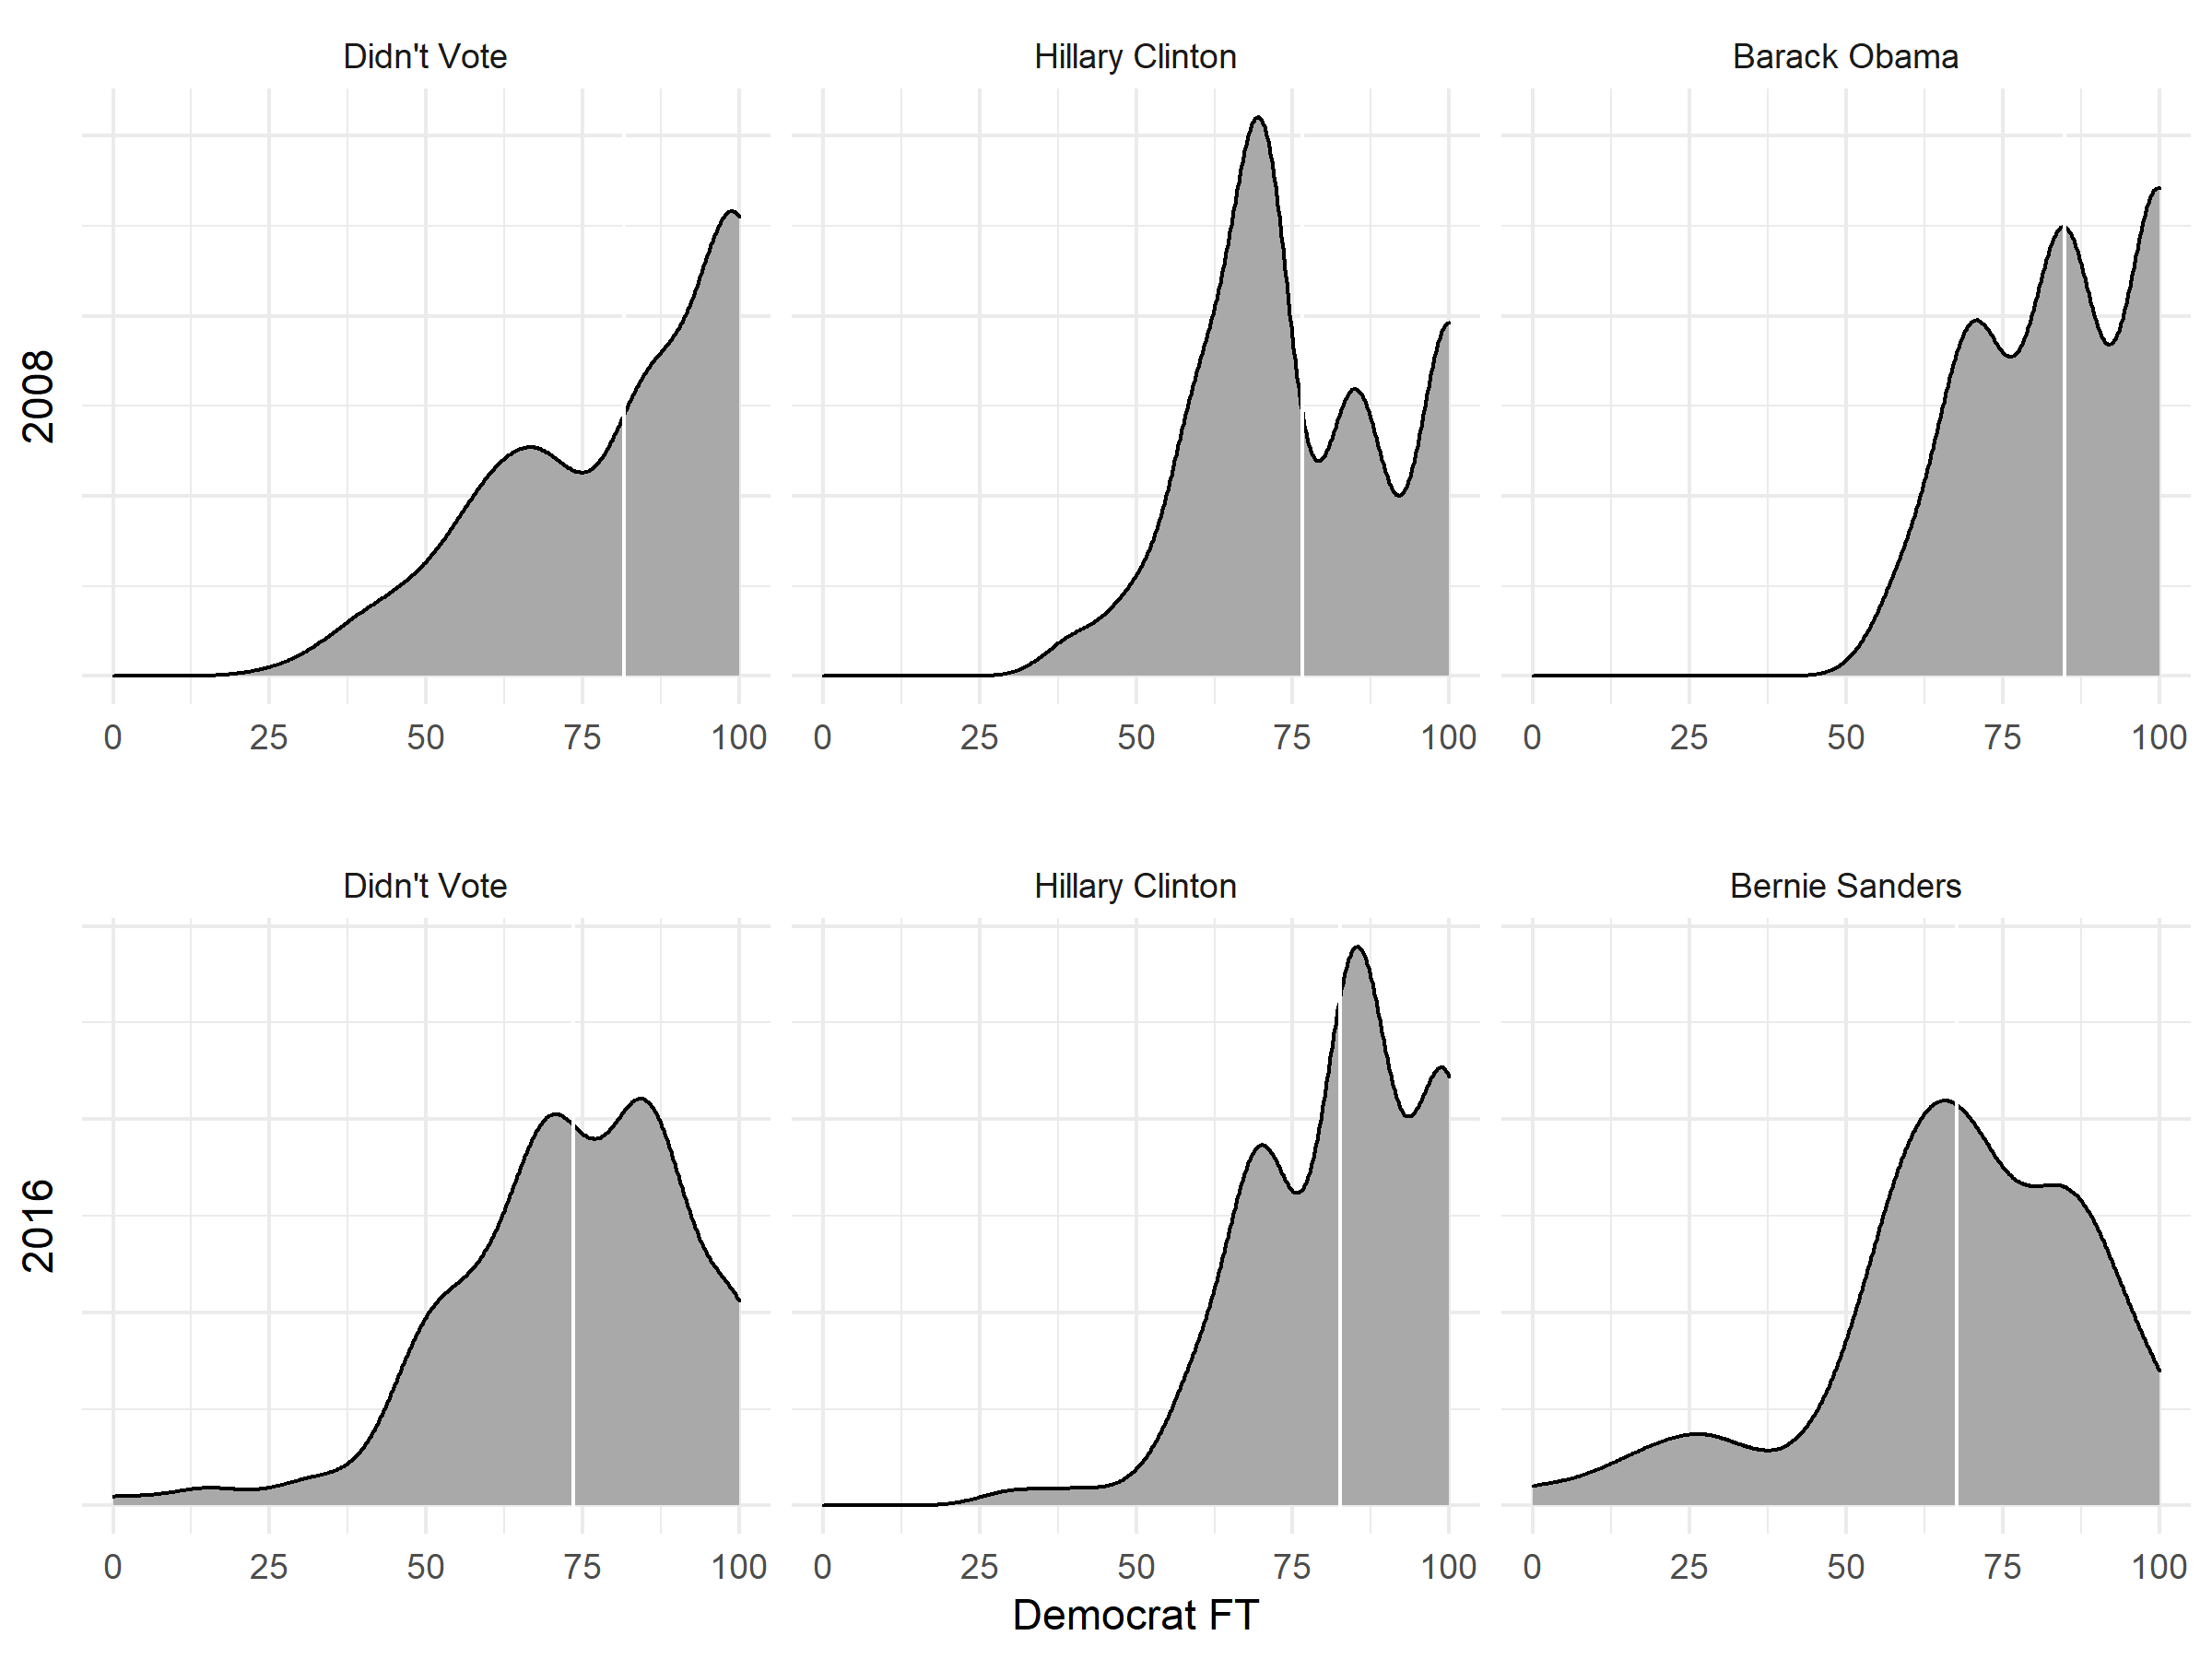 Didn't Vote Hillary Clinton Barack Obama
2008
0 25 50 75 100 0 25 50 75 100 0 25 50 75 100
Didn't Vote Hillary Clinton Bernie Sanders
2016
0 25 50 75 100 0 25 50 75 100 0 25 50 75 100
Democrat FT